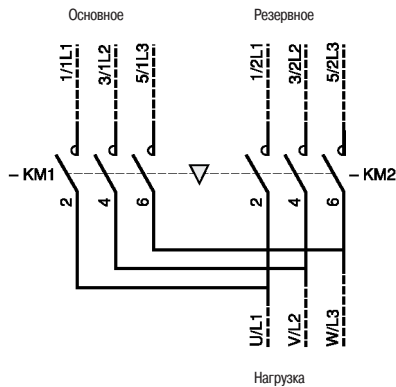 Основное Резервное
1/1L1 3/1L2 5/1L3 1/2L1 3/2L2 5/2L3
– KM1 – KM2
2 4 6 2 4 6
U/L1 V/L2 W/L3
Нагрузка